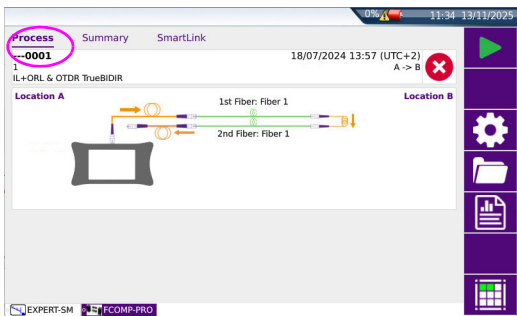 0% 11:34 13/11/2025
Process Summary SmartLink
---0001 18/07/2024 13:57 (UTC+2)
1 A -> B
IL+ORL & OTDR TrueBIDIR
Location A Location B
1st Fiber: Fiber 1
2nd Fiber: Fiber 1
EXPERT-SM FCOMP-PRO